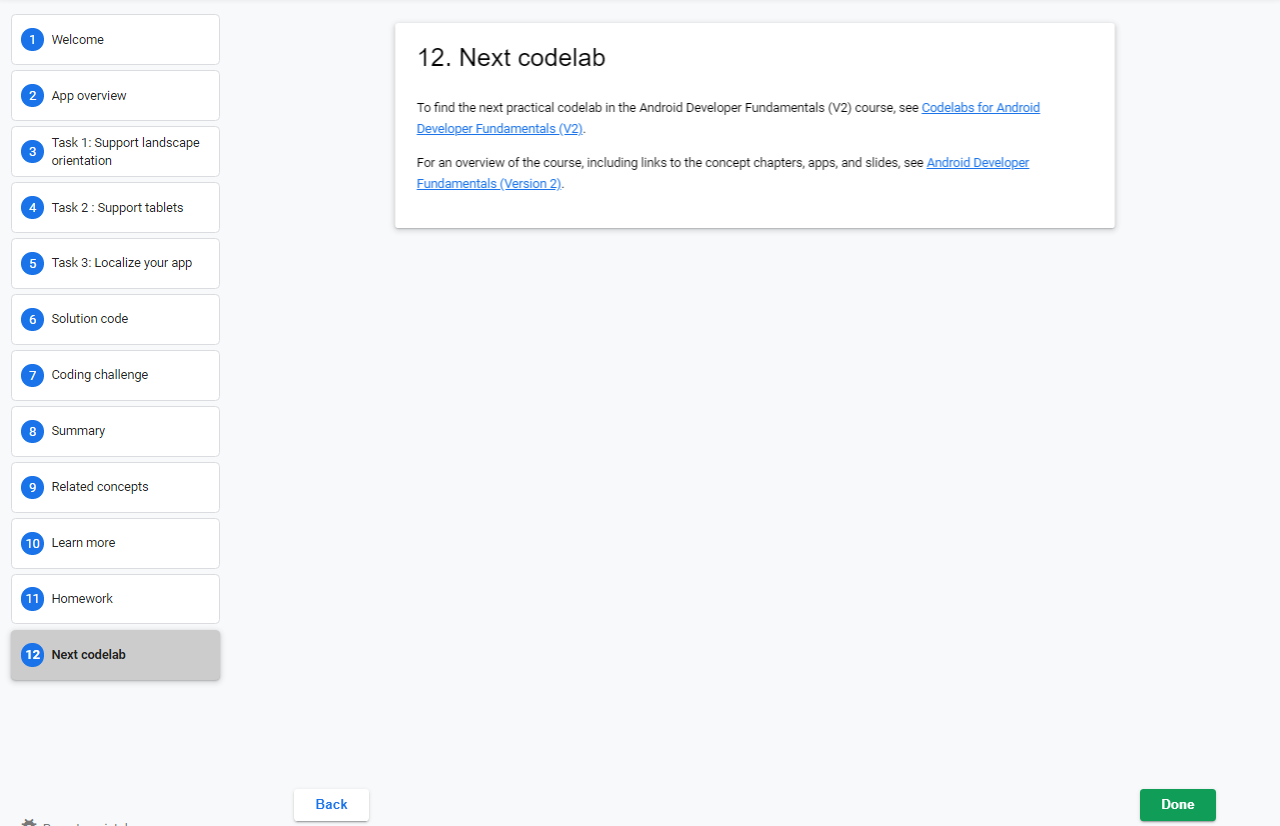 1 Welcome
2 App overview
3 Task 1: Support landscape
orientation
4 Task 2 : Support tablets
5 Task 3: Localize your app
6 Solution code
7 Coding challenge
8 Summary
9 Related concepts
10 Learn more
11 Homework
12 Next codelab
12. Next codelab
To find the next practical codelab in the Android Developer Fundamentals (V2) course, see Codelabs for Android
Developer Fundamentals (V2).
For an overview of the course, including links to the concept chapters, apps, and slides, see Android Developer
Fundamentals (Version 2).
Back
Done